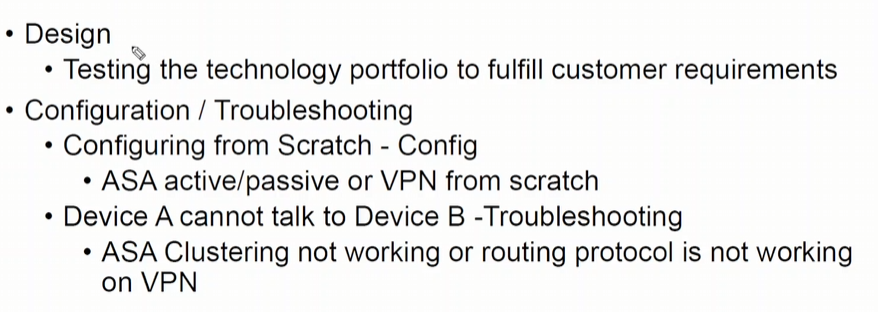 • Design
• Testing the technology portfolio to fulfill customer requirements
• Configuration / Troubleshooting
• Configuring from Scratch - Config
• ASA active/passive or VPN from scratch
• Device A cannot talk to Device B -Troubleshooting
• ASA Clustering not working or routing protocol is not working
on VPN